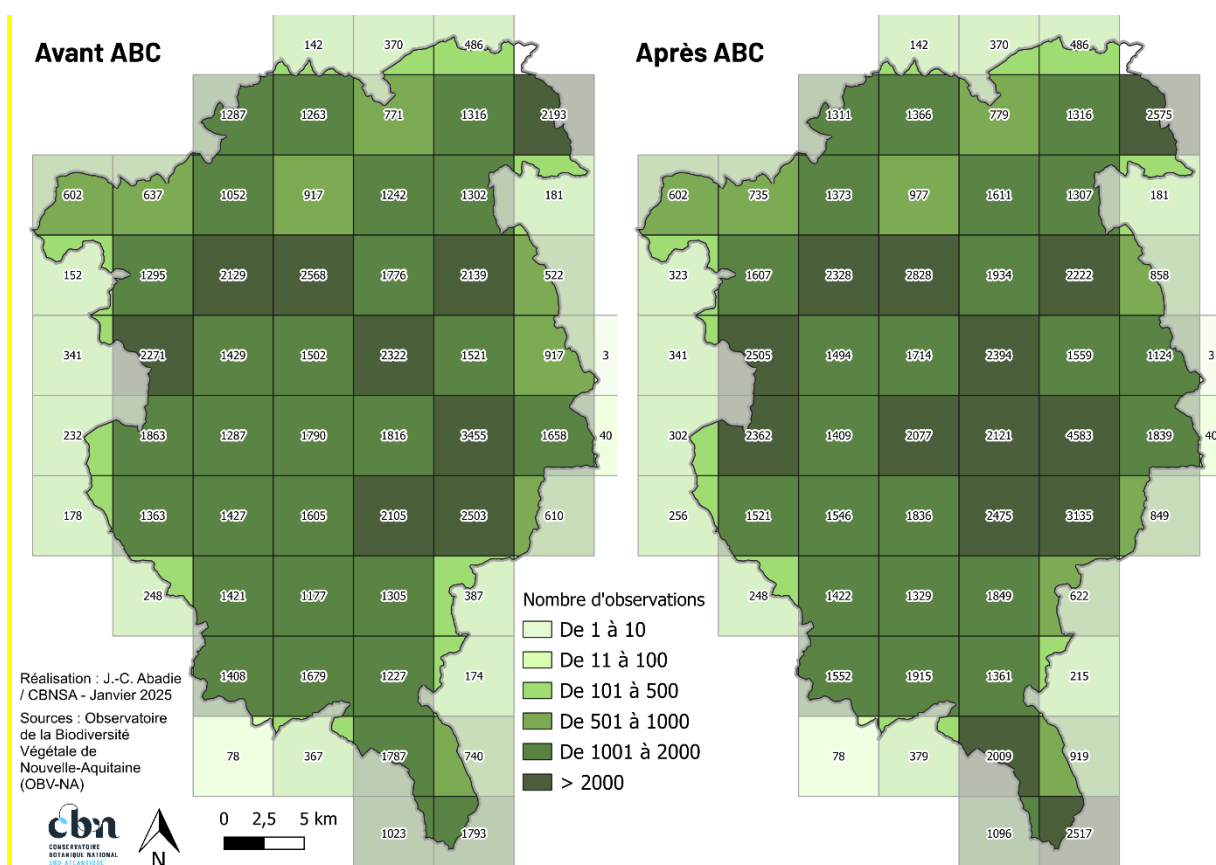 Avant ABC
142 370 486
1287 1263 771 1316 2193
602 637 1052 917 1242 1302 181
152 1295 2129 2568 1776 2139 522
341 2271 1429 1502 2322 1521 917 3
232 1863 1287 1790 1816 3455 1658 40
178 1363 1427 1605 2105 2503 610
248 1421 1177 1305 387
1408 1679 1227 174
78 367 1787 740
1023 1793
Après ABC
142 370 486
1311 1366 779 1316 2575
602 735 1373 977 1611 1307 181
323 1607 2328 2828 1934 2222 858
341 2505 1494 1714 2394 1559 1124 3
302 2362 1409 2077 2121 4583 1839 40
256 1521 1546 1836 2475 3135 849
248 1422 1329 1849 622
1552 1915 1361 215
78 379 2009 919
1096 2517
Nombre d'observations
De 1 à 10
De 11 à 100
De 101 à 500
De 501 à 1000
De 1001 à 2000
> 2000
Réalisation : J.-C. Abadie
/ CBNSA - Janvier 2025
Sources : Observatoire
de la Biodiversité
Végétale de
Nouvelle-Aquitaine
(OBV-NA)
cbn
CONSERVATOIRE
BOTANIQUE NATIONAL
SUD-ATLANTIQUE
N
0 2,5 5 km